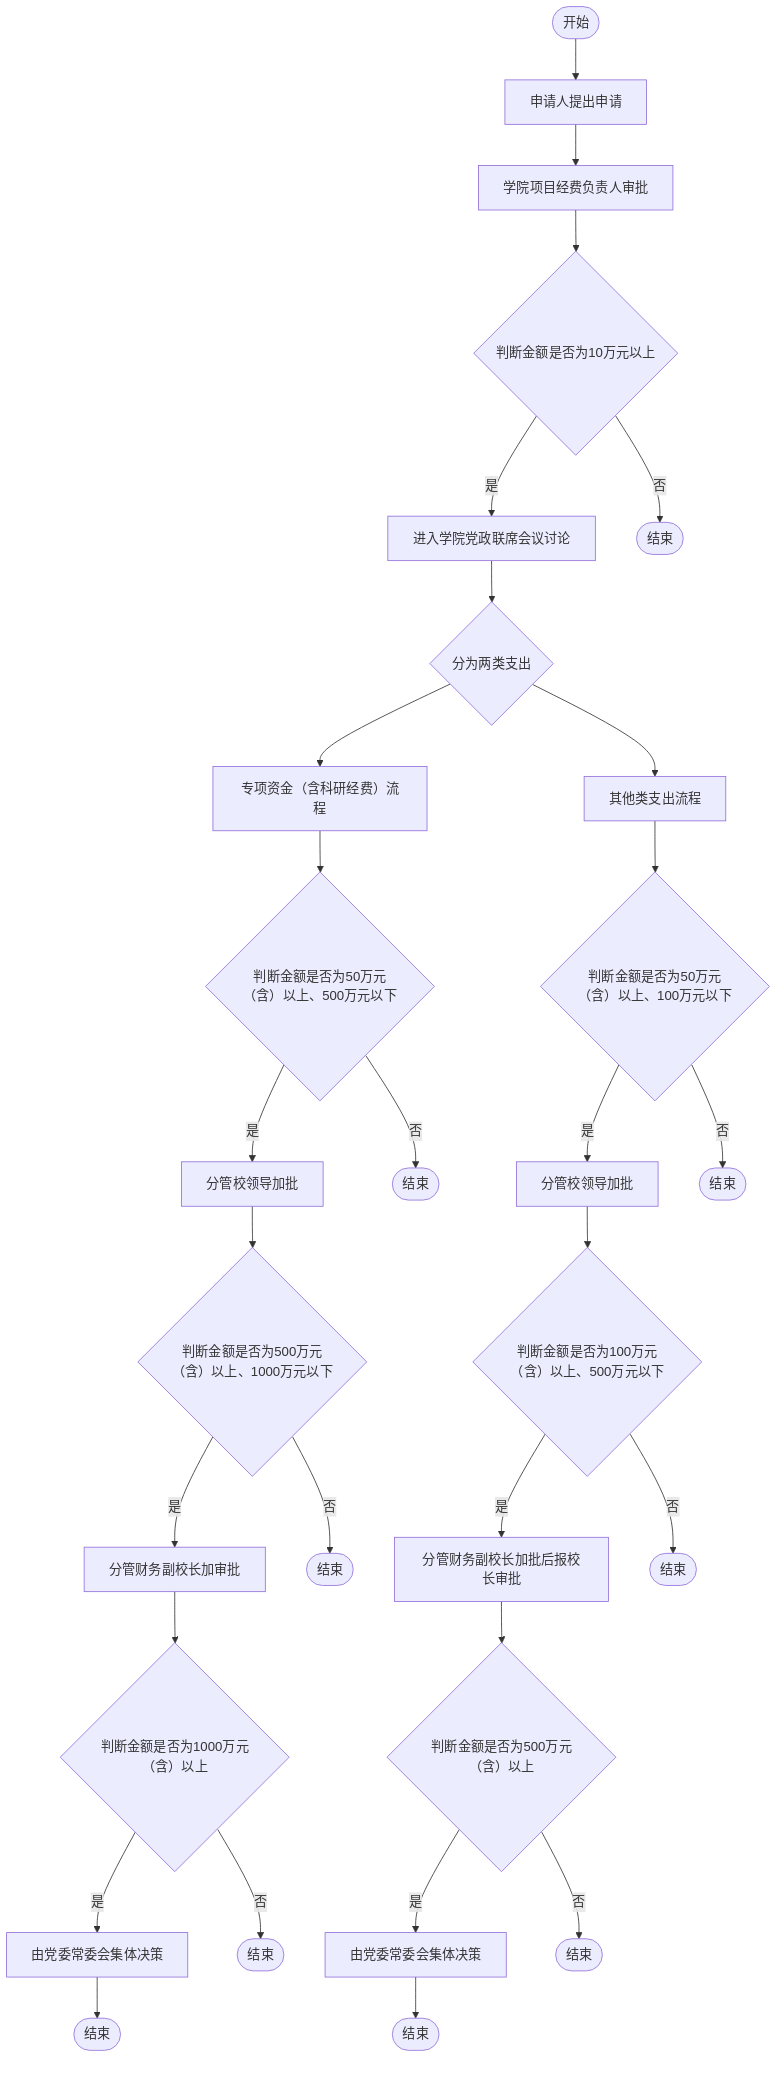 开始
申请人提出申请
学院项目经费负责人审批
判断金额是否为10万元以上
是
否
进入学院党政联席会议讨论
结束
分为两类支出
专项资金（含科研经费）流
程
其他类支出流程
判断金额是否为50万元
（含）以上、500万元以下
判断金额是否为50万元
（含）以上、100万元以下
是
否
是
否
分管校领导加批
结束
分管校领导加批
结束
判断金额是否为500万元
（含）以上、1000万元以下
判断金额是否为100万元
（含）以上、500万元以下
是
否
是
否
分管财务副校长加审批
结束
分管财务副校长加批后报校
长审批
结束
判断金额是否为1000万元
（含）以上
判断金额是否为500万元
（含）以上
是
否
是
否
由党委常委会集体决策
结束
由党委常委会集体决策
结束
结束
结束